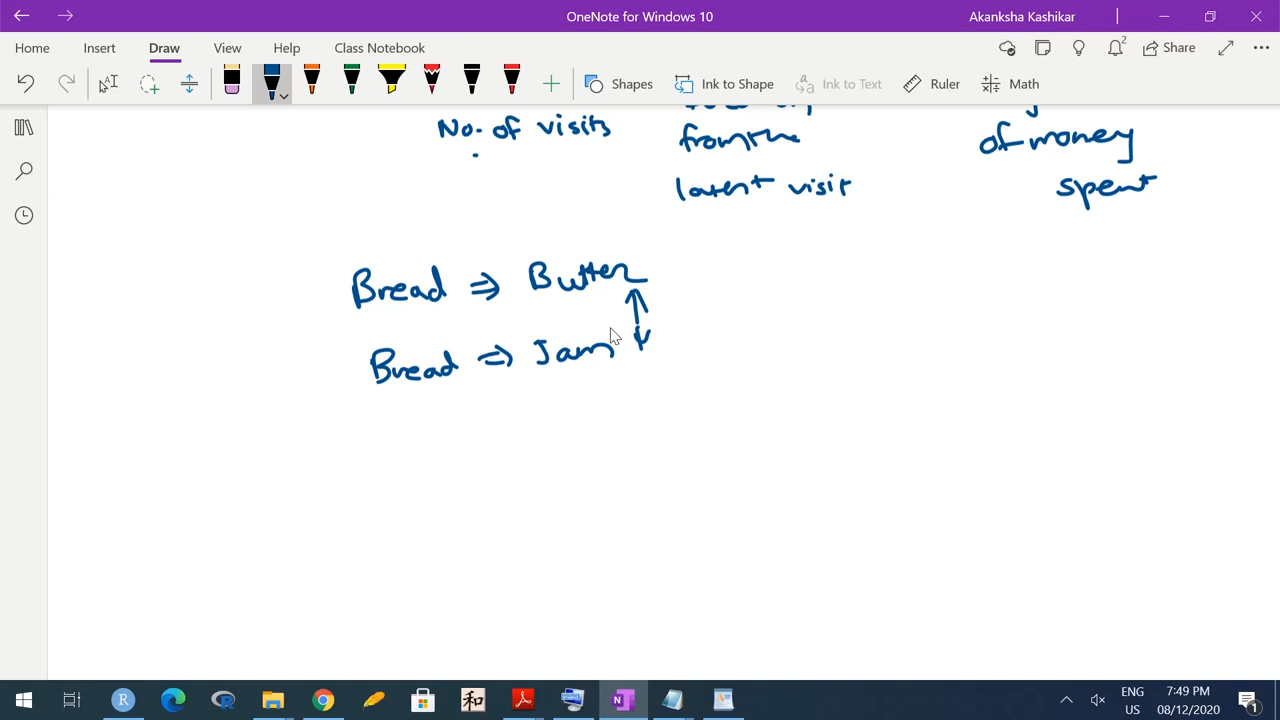 OneNote for Windows 10
Akanksha Kashikar
Home Insert Draw View Help Class Notebook
2 Share
Shapes Ink to Shape Ink to Text Ruler Math
No. of visits
from the
latest visit
of money
spent
Bread ⇒ Butter
Bread ⇒ Jam
ENG
US
7:49 PM
08/12/2020
1